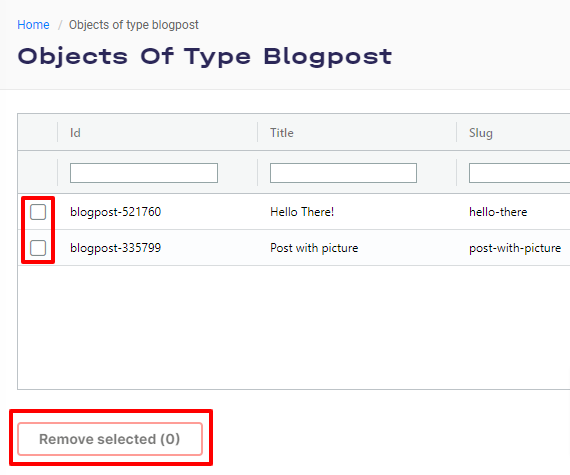 Home / Objects of type blogpost
Objects Of Type Blogpost
Id Title Slug
blogpost-521760 Hello There! hello-there
blogpost-335799 Post with picture post-with-picture
Remove selected (0)